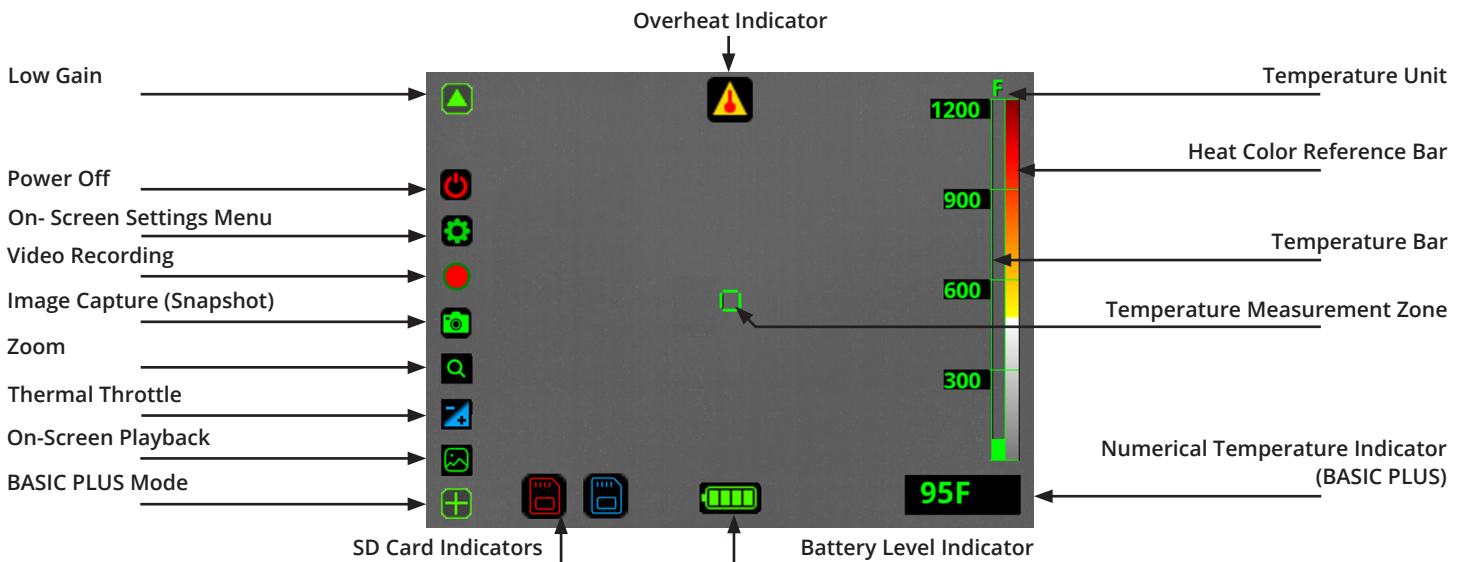 Overheat Indicator
Low Gain
Temperature Unit
F
1200
Heat Color Reference Bar
Power Off
900
On- Screen Settings Menu
Temperature Bar
Video Recording
600
Image Capture (Snapshot)
Temperature Measurement Zone
Zoom
300
Thermal Throttle
On-Screen Playback
Numerical Temperature Indicator
(BASIC PLUS)
BASIC PLUS Mode
95F
SD Card Indicators
Battery Level Indicator